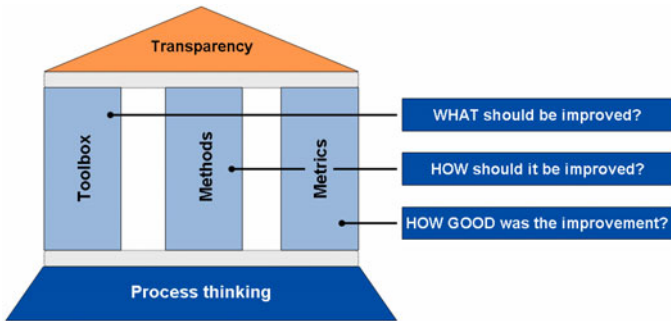 Transparency
Toolbox
Methods
Metrics
WHAT should be improved?
HOW should it be improved?
HOW GOOD was the improvement?
Process thinking